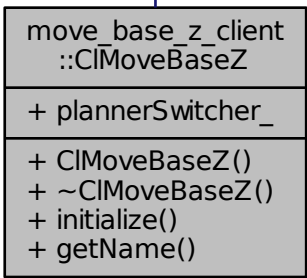 move_base_z_client
::ClMoveBaseZ
+ plannerSwitcher_
+ ClMoveBaseZ()
+ ~ClMoveBaseZ()
+ initialize()
+ getName()